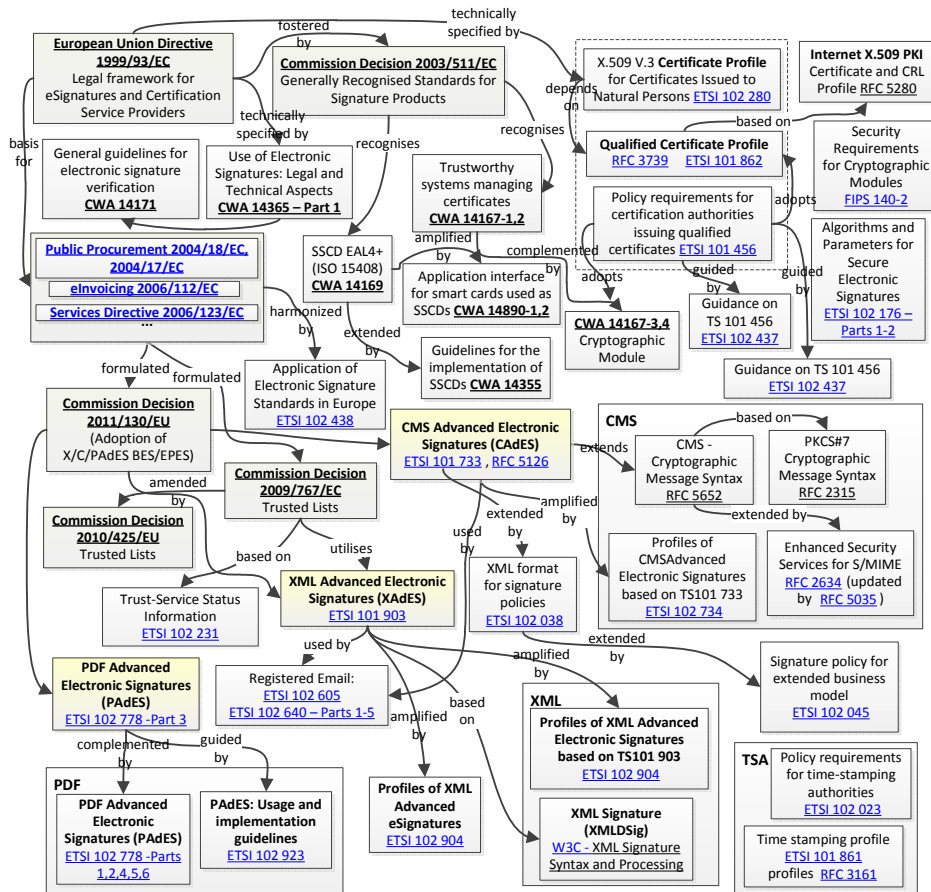 European Union Directive
1999/93/EC
Legal framework for
eSignatures and Certification
Service Providers
fostered
by
Commission Decision 2003/511/EC
Generally Recognised Standards for
Signature Products
technically
specified by
X.509 V.3 Certificate Profile
for Certificates Issued to
Natural Persons ETSI 102 280
Internet X.509 PKI
Certificate and CRL
Profile RFC 5280
depends
on
based on
Qualified Certificate Profile
RFC 3739 ETSI 101 862
Security
Requirements for
Cryptographic
Modules
FIPS 140-2
adopts
Policy requirements for
certification authorities
issuing qualified
certificates ETSI 101 456
basis
for
technically
specified by
recognises
recognises
General guidelines for
electronic signature
verification
CWA 14171
Use of Electronic
Signatures: Legal and
Technical Aspects
CWA 14365 – Part 1
Trustworthy
systems managing
certificates
CWA 14167-1,2
Public Procurement 2004/18/EC,
2004/17/EC
eInvoicing 2006/112/EC
Services Directive 2006/123/EC
...
SSCD EAL4+
(ISO 15408)
CWA 14169
amplified
by
complemented
by
adopts
guided
by
guided
by
Algorithms and
Parameters for
Secure
Electronic
Signatures
ETSI 102 176 –
Parts 1-2
Application interface
for smart cards used as
SSCDs CWA 14890-1,2
CWA 14167-3,4
Cryptographic
Module
Guidance on
TS 101 456
ETSI 102 437
Guidance on TS 101 456
ETSI 102 437
harmonized
by
extended
by
Guidelines for the
implementation of
SSCDs CWA 14355
Application of
Electronic Signature
Standards in Europe
ETSI 102 438
formulated
formulated
Commission Decision
2011/130/EU
(Adoption of
X/C/PAdES BES/EPES)
CMS Advanced Electronic
Signatures (CAdES)
ETSI 101 733 , RFC 5126
extends
CMS
CMS -
Cryptographic
Message Syntax
RFC 5652
based on
PKCS#7
Cryptographic
Message Syntax
RFC 2315
extended by
Profiles of
CMSAdvanced
Electronic Signatures
based on TS101 733
ETSI 102 734
Enhanced Security
Services for S/MIME
RFC 2634 (updated
by RFC 5035 )
amended
by
Commission Decision
2009/767/EC
Trusted Lists
Commission Decision
2010/425/EU
Trusted Lists
based on
utilises
used
by
extended
by
amplified
by
Trust-Service Status
Information
ETSI 102 231
XML Advanced Electronic
Signatures (XAdES)
ETSI 101 903
XML format
for signature
policies
ETSI 102 038
extended
by
Signature policy for
extended business
model
ETSI 102 045
used by
Registered Email:
ETSI 102 605
ETSI 102 640 – Parts 1-5
amplified
by
based
on
amplified
by
PDF Advanced
Electronic Signatures
(PAdES)
ETSI 102 778 -Part 3
complemented
by
guided
by
PDF
PDF Advanced
Electronic
Signatures (PAdES)
ETSI 102 778 -Parts
1,2,4,5,6
PAdES: Usage and
implementation
guidelines
ETSI 102 923
Profiles of XML
Advanced
eSignatures
ETSI 102 904
XML
Profiles of XML Advanced
Electronic Signatures
based on TS101 903
ETSI 102 904
XML Signature
(XMLDSig)
W3C - XML Signature
Syntax and Processing
TSA
Policy requirements
for time-stamping
authorities
ETSI 102 023
Time stamping profile
ETSI 101 861
profiles RFC 3161